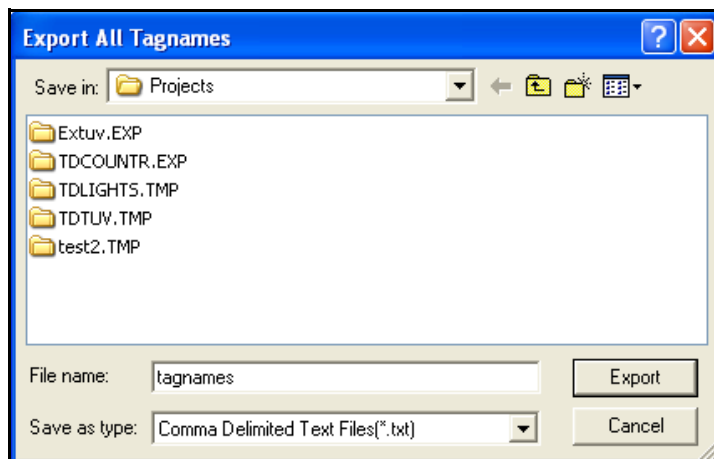 Export All Tagnames
Save in: Projects
Extuv.EXP
TDCOUNTR.EXP
TDLIGHTS.TMP
TDTUV.TMP
test2.TMP
File name: tagnames Export
Save as type: Comma Delimited Text Files(*.txt) Cancel